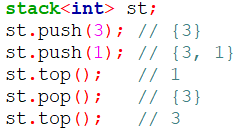 stack<int> st;
st.push(3); // {3}
st.push(1); // {3, 1}
st.top();   // 1
st.pop();   // {3}
st.top();   // 3